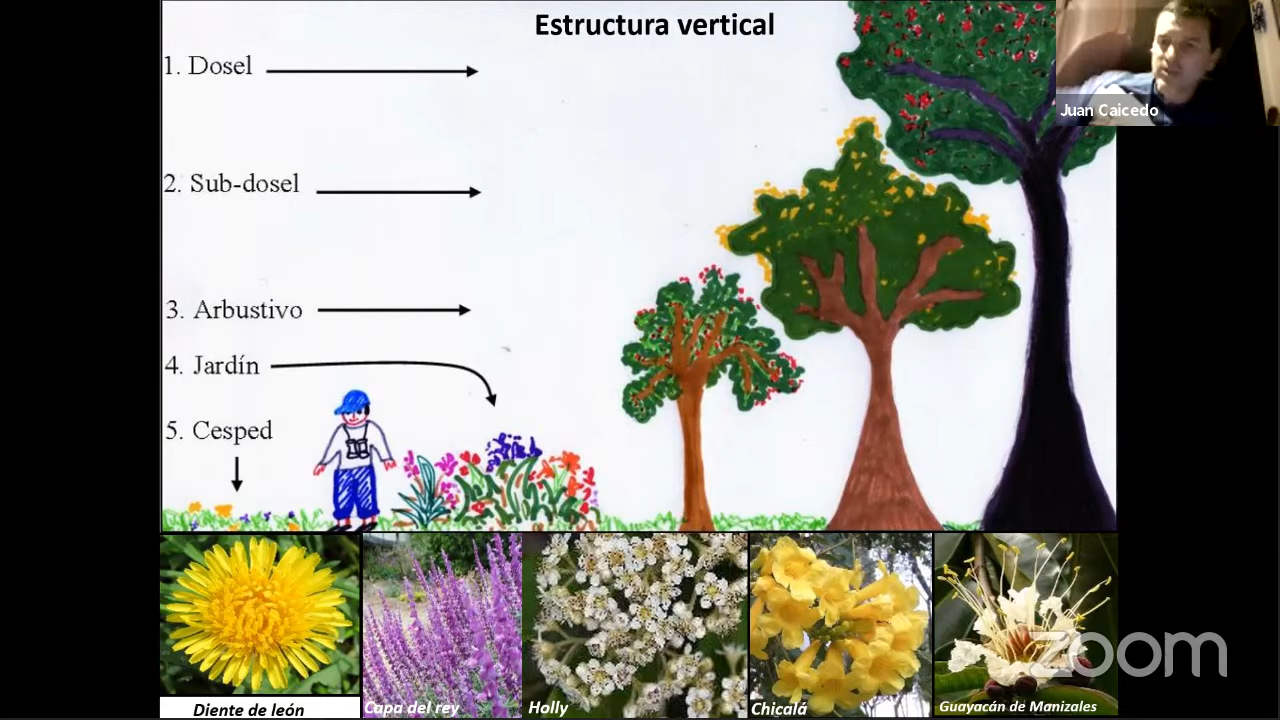 Estructura vertical
1. Dosel
2. Sub-dosel
3. Arbustivo
4. Jardín
5. Cesped
Juan Caicedo
Diente de león
Capa del rey
Holly
Chicalá
Guayacán de Manizales
zoom